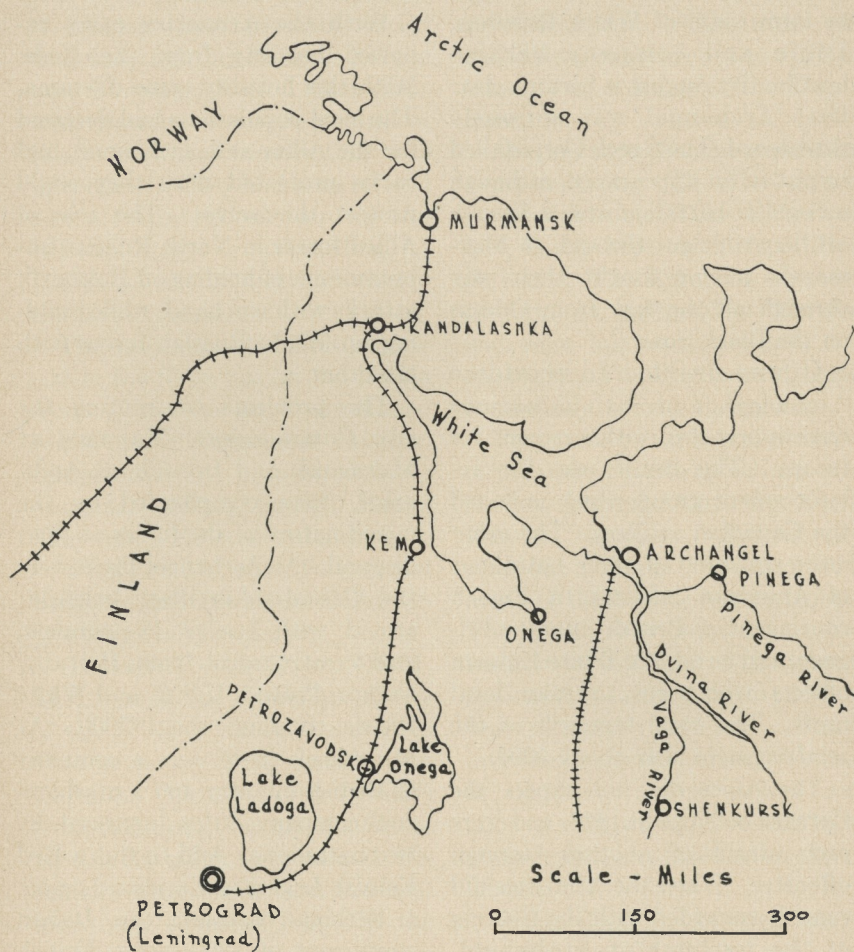 Arctic Ocean
NORWAY
MURMANSK
KANDALASHKA
White Sea
FINLAND
KEM
ARCHANGEL
PINEGA
ONEGA
Pinega River
Dvina River
PETROZAVODSK
Lake
Onega
Vaga River
Lake
Ladoga
SHENKURSK
Scale - Miles
PETROGRAD
(Leningrad)
0 150 300